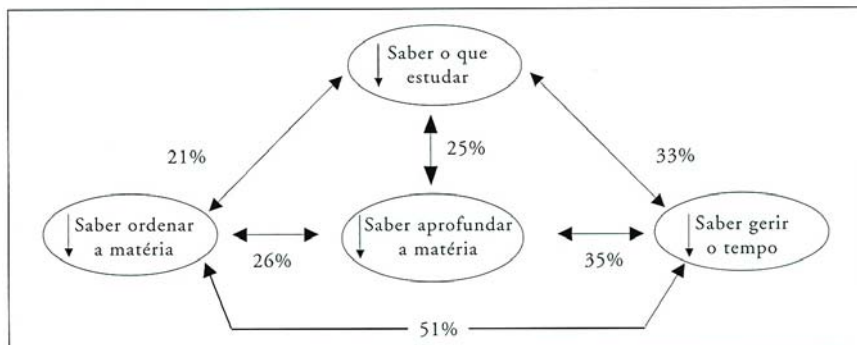 Saber o que
estudar
21%
25%
33%
Saber ordenar
a matéria
Saber aprofundar
a matéria
Saber gerir
o tempo
26%
35%
51%